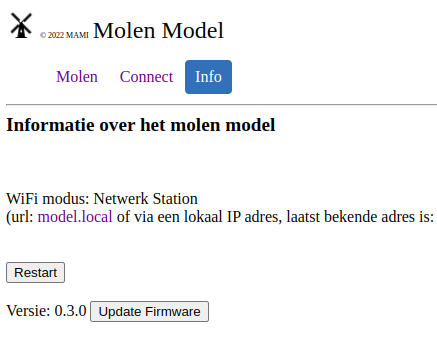 © 2022 MAMI Molen Model
Molen Connect Info
Informatie over het molen model
WiFi modus: Netwerk Station
(url: model.local of via een lokaal IP adres, laatst bekende adres is:
Restart
Versie: 0.3.0 Update Firmware